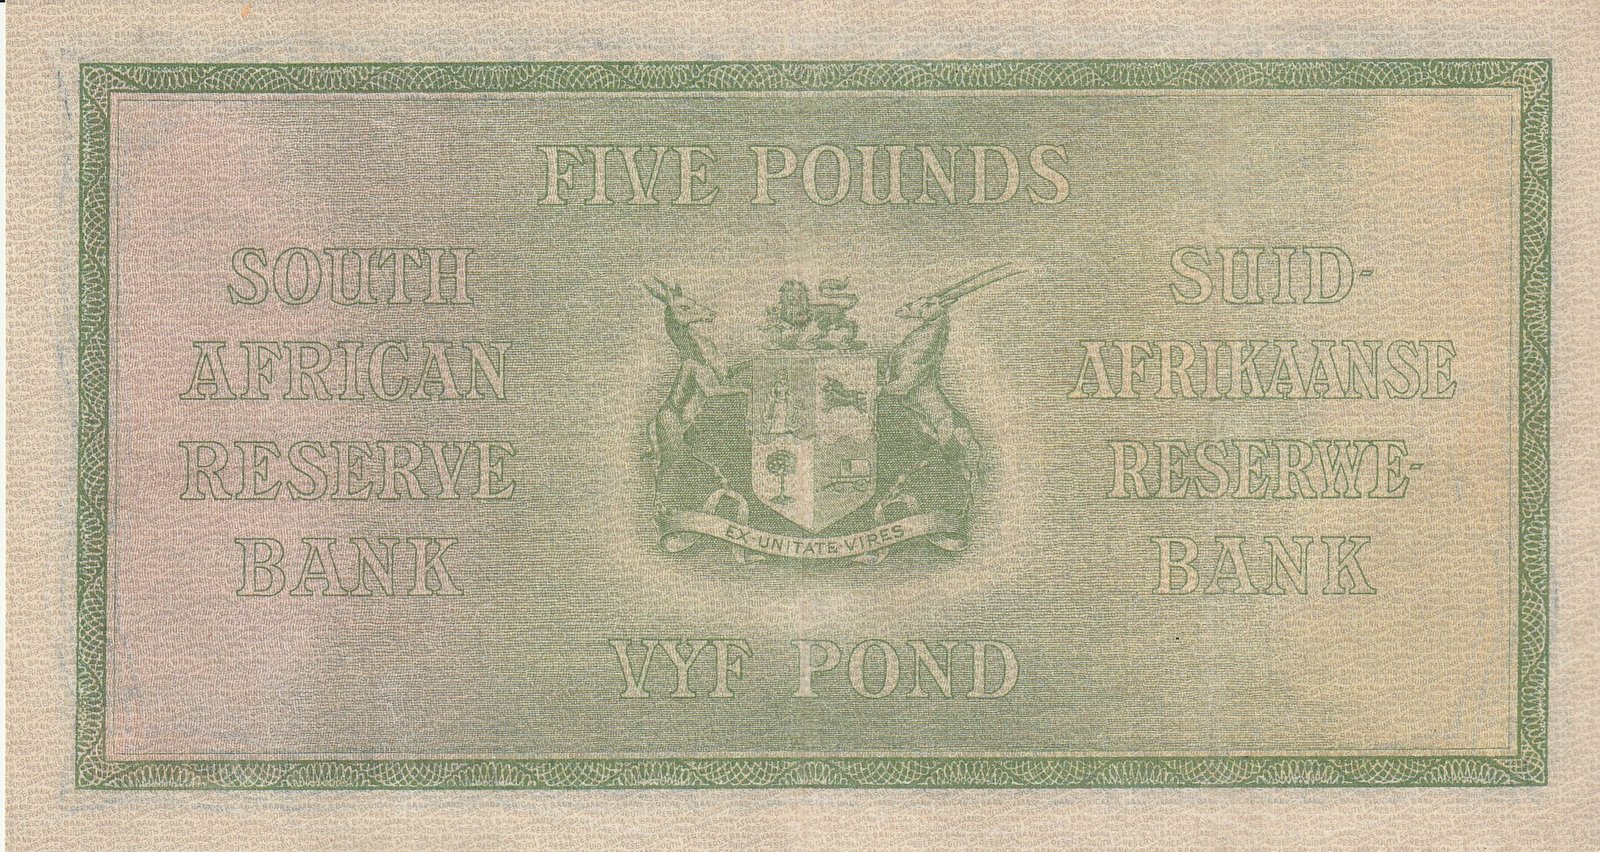 FIVE POUNDS
SOUTH
AFRICAN
RESERVE
BANK
SUID-
AFRIKAANSE
RESERWE-
BANK
EX·UNITATE·VIRES
VYF POND